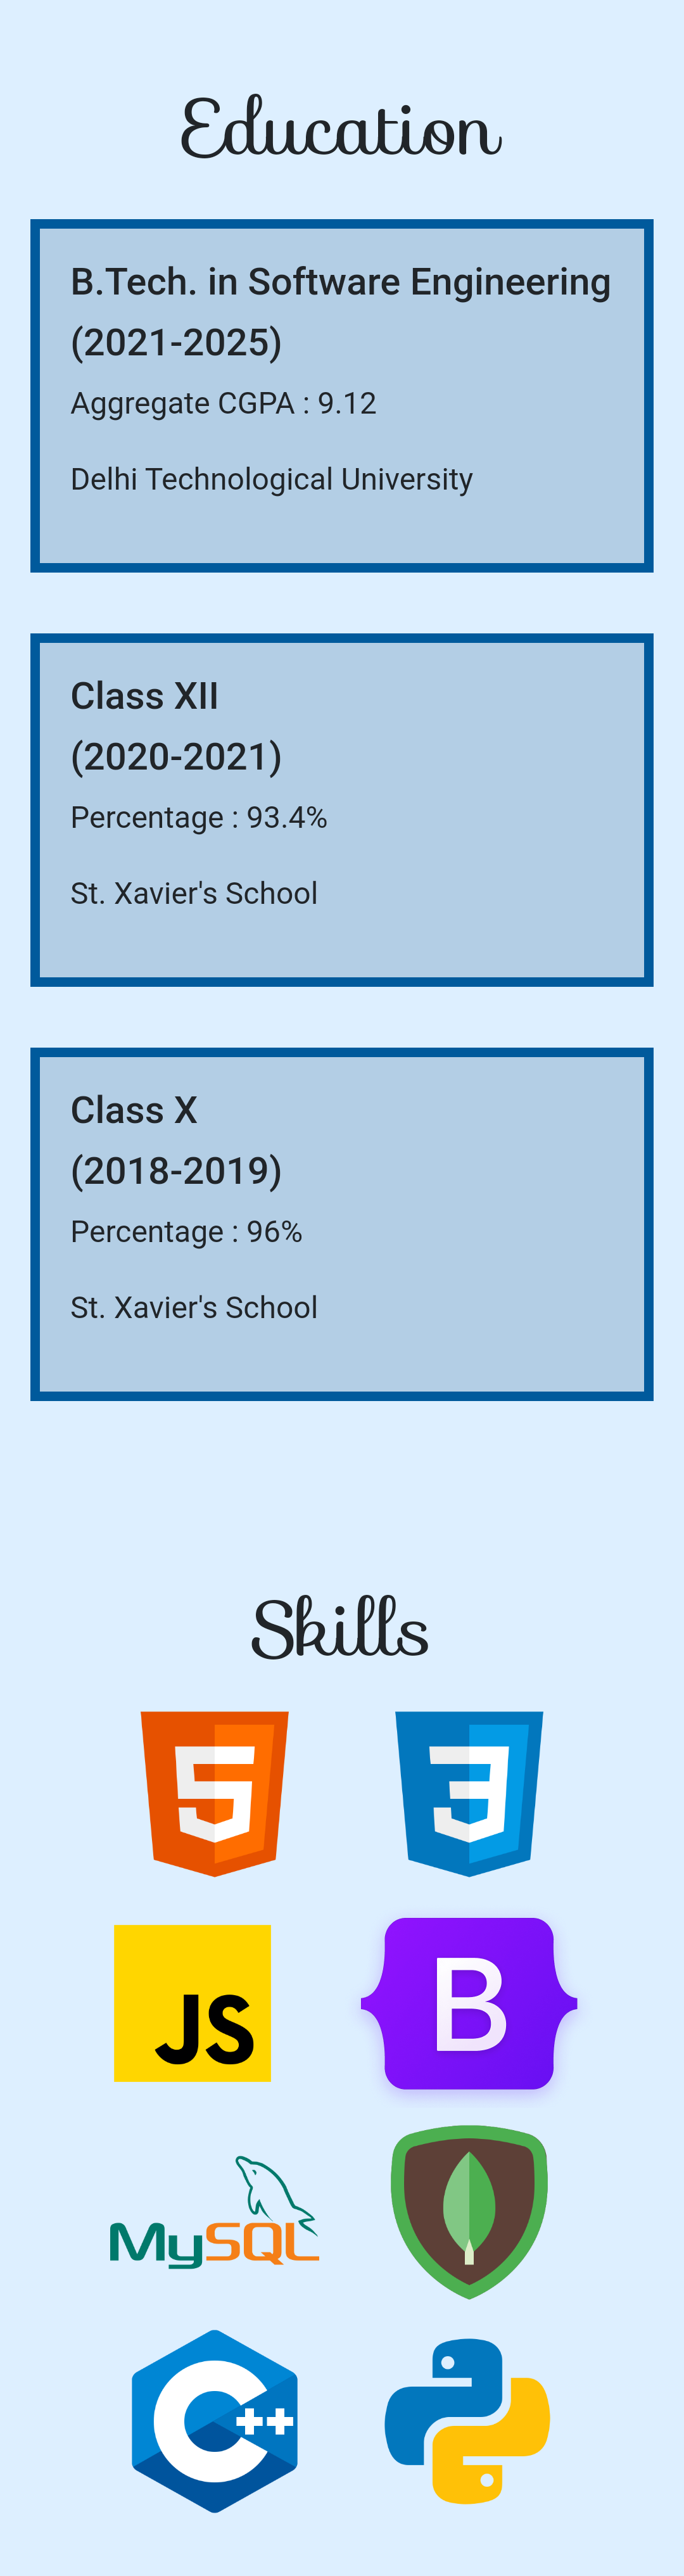 Education
B.Tech. in Software Engineering
(2021-2025)
Aggregate CGPA : 9.12
Delhi Technological University
Class XII
(2020-2021)
Percentage : 93.4%
St. Xavier's School
Class X
(2018-2019)
Percentage : 96%
St. Xavier's School
Skills
5 3
JS B
MySQL
C++